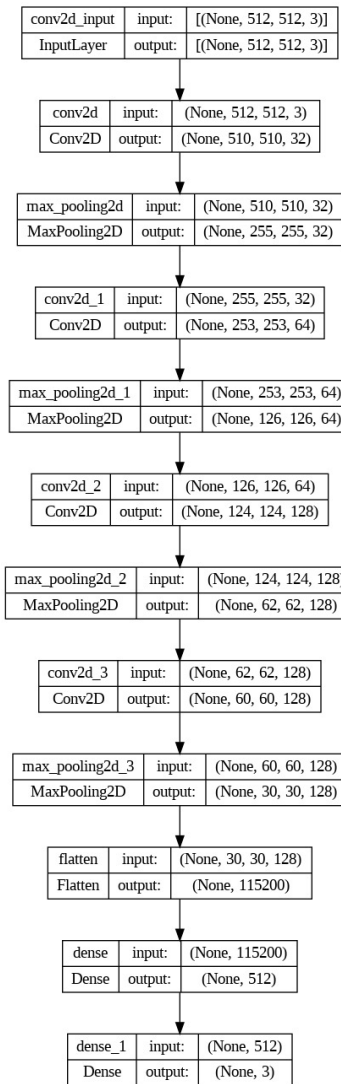 conv2d_input input: [(None, 512, 512, 3)]
InputLayer output: [(None, 512, 512, 3)]
conv2d input: (None, 512, 512, 3)
Conv2D output: (None, 510, 510, 32)
max_pooling2d input: (None, 510, 510, 32)
MaxPooling2D output: (None, 255, 255, 32)
conv2d_1 input: (None, 255, 255, 32)
Conv2D output: (None, 253, 253, 64)
max_pooling2d_1 input: (None, 253, 253, 64)
MaxPooling2D output: (None, 126, 126, 64)
conv2d_2 input: (None, 126, 126, 64)
Conv2D output: (None, 124, 124, 128)
max_pooling2d_2 input: (None, 124, 124, 128)
MaxPooling2D output: (None, 62, 62, 128)
conv2d_3 input: (None, 62, 62, 128)
Conv2D output: (None, 60, 60, 128)
max_pooling2d_3 input: (None, 60, 60, 128)
MaxPooling2D output: (None, 30, 30, 128)
flatten input: (None, 30, 30, 128)
Flatten output: (None, 115200)
dense input: (None, 115200)
Dense output: (None, 512)
dense_1 input: (None, 512)
Dense output: (None, 3)